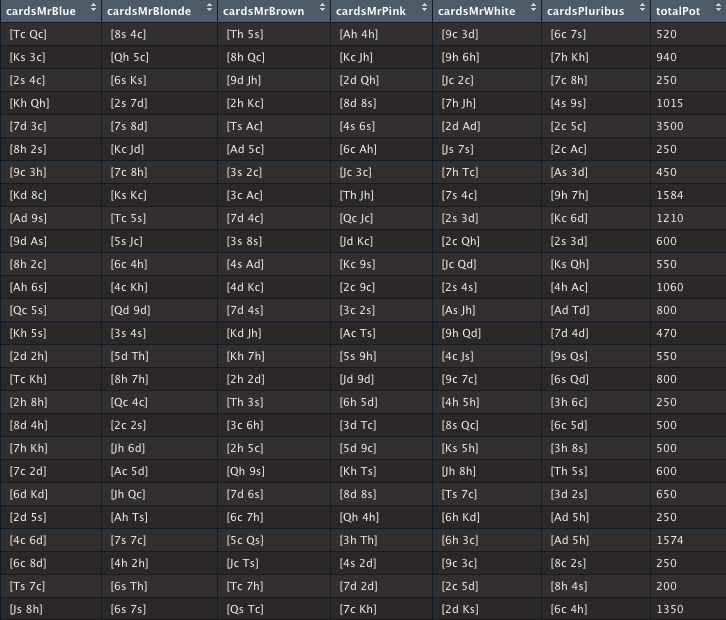 cardsMrBlue cardsMrBlonde cardsMrBrown cardsMrPink cardsMrWhite cardsPluribus totalPot
[Tc Qc] [8s 4c] [Th 5s] [Ah 4h] [9c 3d] [6c 7s] 520
[Ks 3c] [Qh 5c] [8h Qc] [Kc Jh] [9h 6h] [7h Kh] 940
[2s 4c] [6s Ks] [9d Jh] [2d Qh] [Jc 2c] [7c 8h] 250
[Kh Qh] [2s 7d] [2h Kc] [8d 8s] [7h Jh] [4s 9s] 1015
[7d 3c] [7s 8d] [Ts Ac] [4s 6s] [2d Ad] [2c 5c] 3500
[8h 2s] [Kc Jd] [Ad 5c] [6c Ah] [Js 7s] [2c Ac] 250
[9c 3h] [7c 8h] [3s 2c] [Jc 3c] [7h Tc] [As 3d] 450
[Kd 8c] [Ks Kc] [3c Ac] [Th Jh] [7s 4c] [9h 7h] 1584
[Ad 9s] [Tc 5s] [7d 4c] [Qc Jc] [2s 3d] [Kc 6d] 1210
[9d As] [5s Jc] [3s 8s] [Jd Kc] [2c Qh] [2s 3d] 600
[8h 2c] [6c 4h] [4s Ad] [Kc 9s] [Jc Qd] [Ks Qh] 550
[Ah 6s] [4c Kh] [4d Kc] [2c 9c] [2s 4s] [4h Ac] 1060
[Qc 5s] [Qd 9d] [7d 4s] [3c 2s] [As Jh] [Ad Td] 800
[Kh 5c] [3s 4s] [Kd Jh] [Ac Ts] [9h Qd] [7d 4d] 470
[2d 2h] [5d Th] [Kh 7h] [5s 9h] [4c Js] [9s Qs] 550
[Tc Kh] [8h 7h] [2h 2d] [Jd 9d] [9c 7c] [6s Qd] 800
[2h 8h] [Qc 4c] [Th 3s] [6h 5d] [4h 5h] [3h 6c] 250
[8d 4h] [2c 2s] [3c 6h] [3d Tc] [8s Qc] [6c 5d] 500
[7h Kh] [Jh 6d] [2h 5c] [5d 9c] [Ks 5h] [3h 8s] 500
[7c 2d] [Ac 5d] [Qh 9s] [Kh Ts] [Jh 8h] [Th 5s] 600
[6d Kd] [Jh Qc] [7d 6s] [8d 8s] [Ts 7c] [3d 2s] 650
[2d 5s] [Ah Ts] [6c 7h] [Qh 4h] [6h Kd] [Ad 5h] 250
[4c 6d] [7s 7c] [5c Qs] [3h Th] [6h 3c] [Ad 5h] 1574
[6c 8d] [4h 2h] [Jc Ts] [4s 2d] [9c 3c] [8c 2s] 250
[Ts 7c] [6s Th] [Tc 7h] [7d 2d] [2c 5d] [8h 4s] 200
[Js 8h] [6s 7s] [Qs Tc] [7c Kh] [2d Ks] [6c 4h] 1350